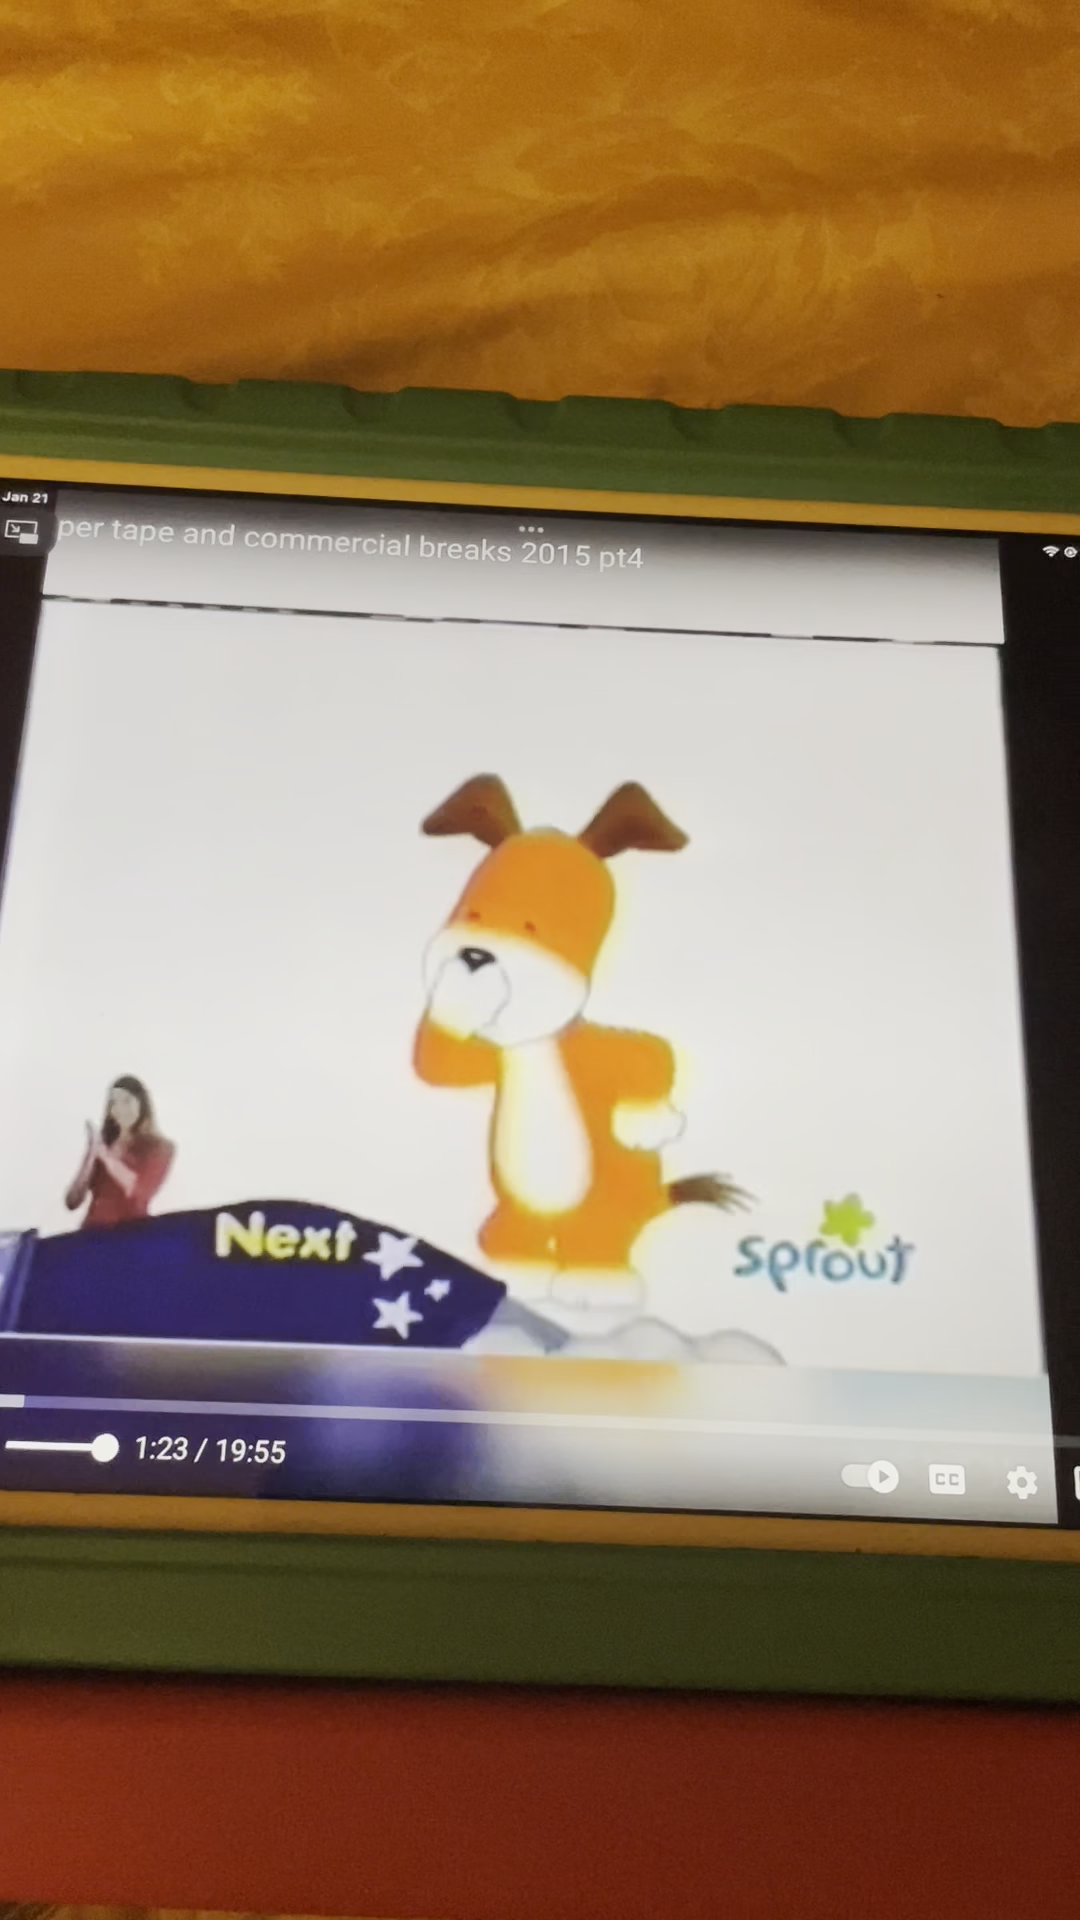 Jan 21
per tape and commercial breaks 2015 pt4
Next
sprout
1:23 / 19:55
CC